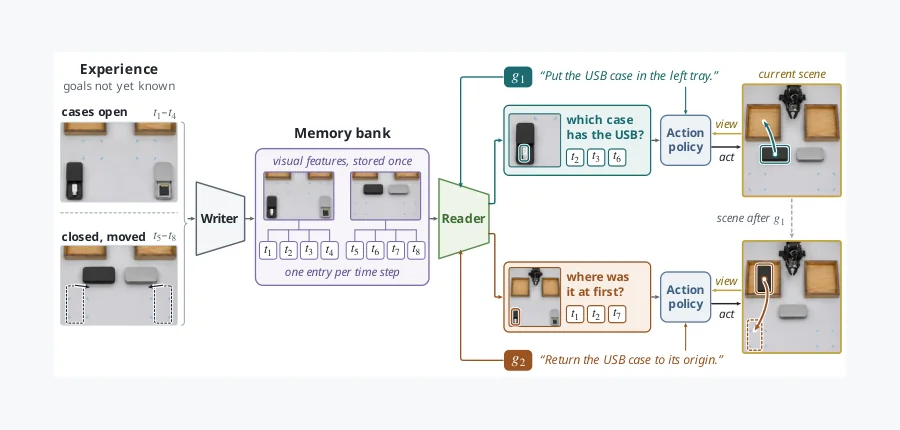 Experience
goals not yet known
cases open t1–t4
closed, moved t5–t8
Writer
Memory bank
visual features, stored once
t1 t2 t3 t4 t5 t6 t7 t8
one entry per time step
Reader
g1 “Put the USB case in the left tray.”
which case
has the USB?
t2 t3 t6
Action
policy
view
act
current scene
scene after g1
where was
it at first?
t1 t2 t7
Action
policy
view
act
g2 “Return the USB case to its origin.”